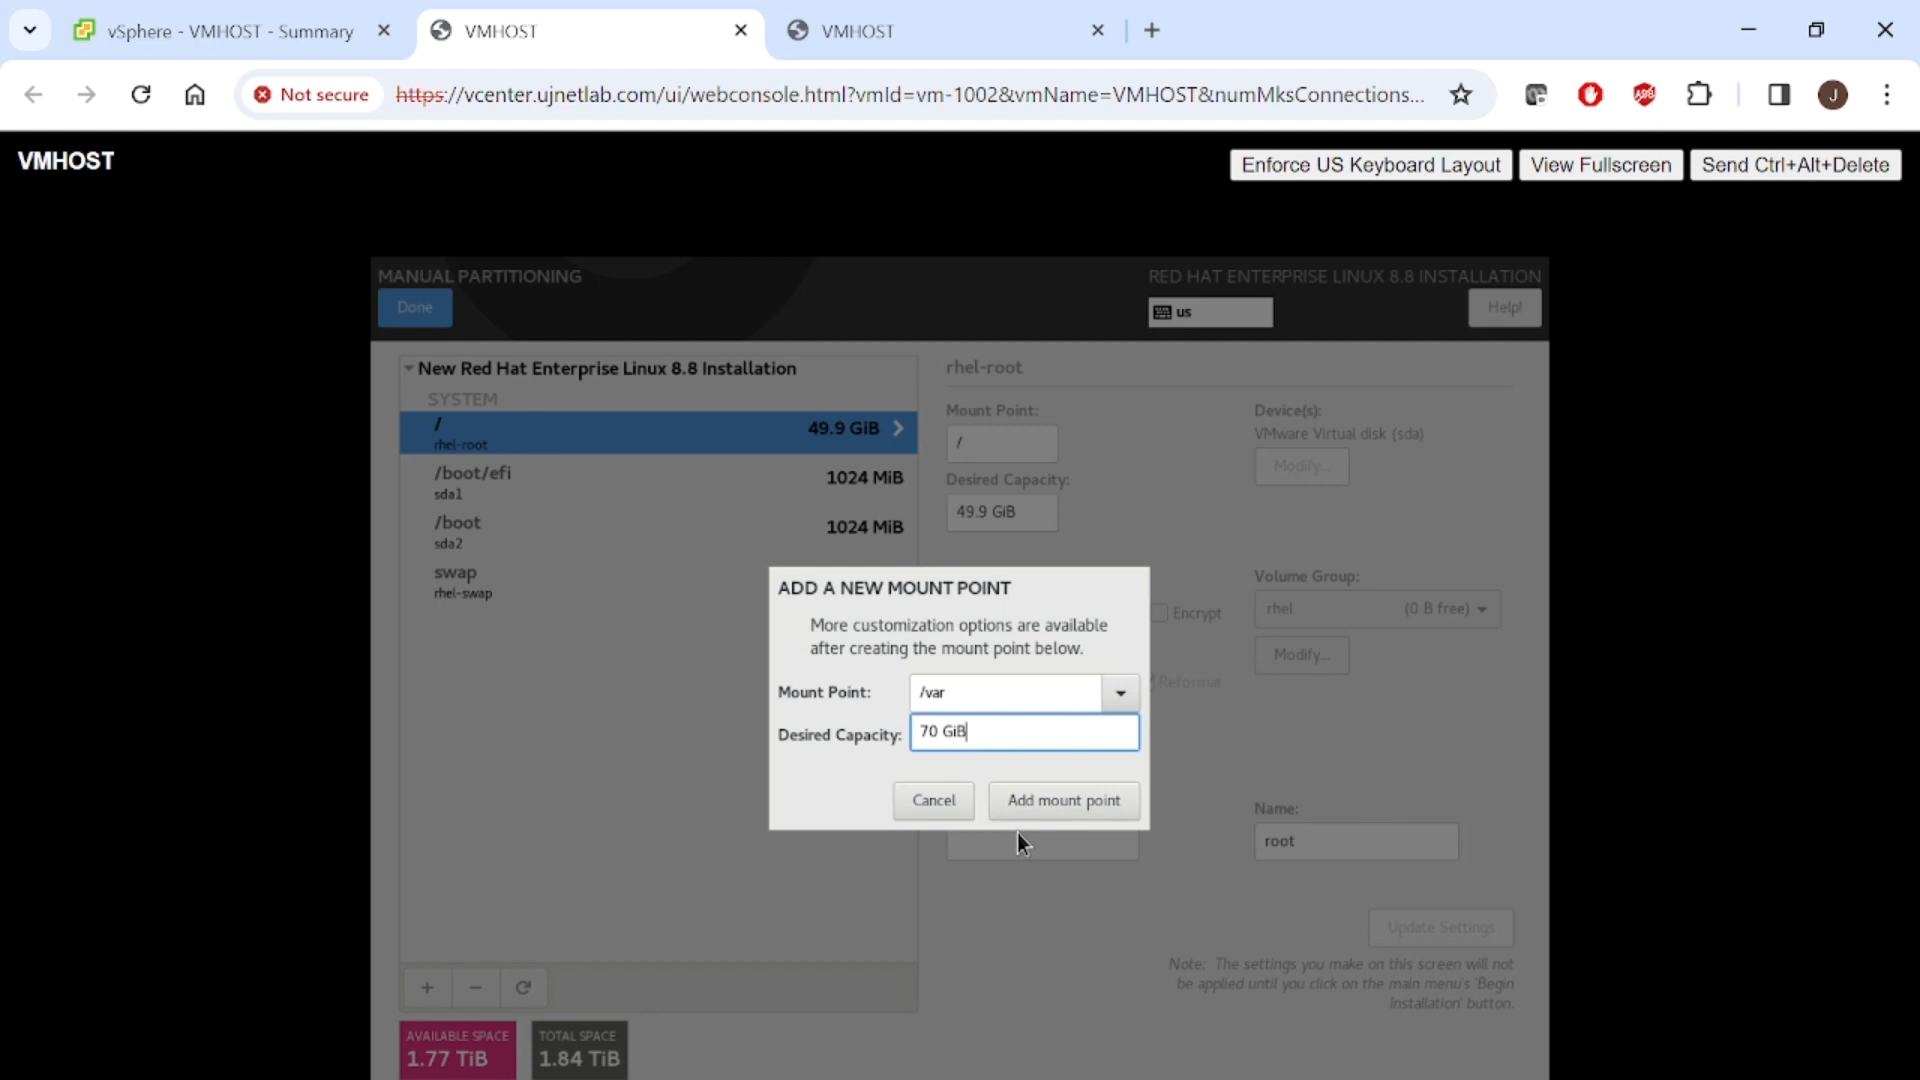 vSphere - VMHOST - Summary
VMHOST
VMHOST
Not secure
https://vcenter.ujnetlab.com/ui/webconsole.html?vmId=vm-1002&vmName=VMHOST&numMksConnections...
J
VMHOST
Enforce US Keyboard Layout
View Fullscreen
Send Ctrl+Alt+Delete
MANUAL PARTITIONING
RED HAT ENTERPRISE LINUX 8.8 INSTALLATION
Done
us
Help!
New Red Hat Enterprise Linux 8.8 Installation
SYSTEM
/
rhel-root
49.9 GiB
/boot/efi
sda1
1024 MiB
/boot
sda2
1024 MiB
swap
rhel-swap
rhel-root
Mount Point:
/
Desired Capacity:
49.9 GiB
Device(s):
VMware Virtual disk (sda)
Modify...
Encrypt
Reformat
Volume Group:
rhel (0 B free)
Modify...
Name:
root
Update Settings
Note: The settings you make on this screen will not
be applied until you click on the main menu's 'Begin
Installation' button.
ADD A NEW MOUNT POINT
More customization options are available
after creating the mount point below.
Mount Point:
/var
Desired Capacity:
70 GiB
Cancel
Add mount point
AVAILABLE SPACE
1.77 TiB
TOTAL SPACE
1.84 TiB